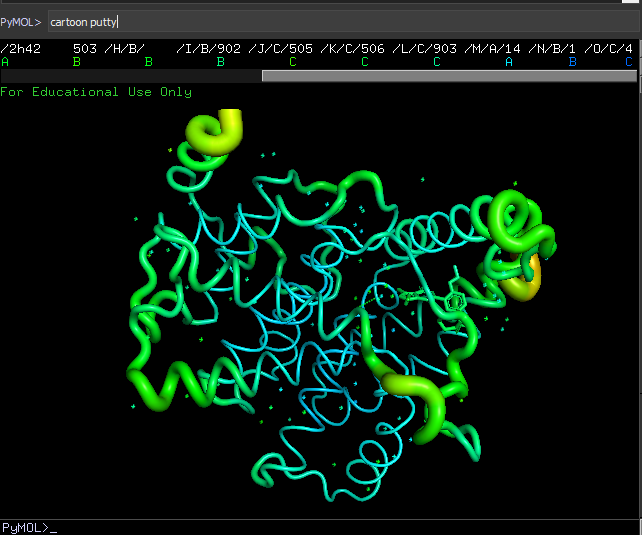 PyMOL> cartoon putty
/2h42 503 /H/B/ /I/B/902 /J/C/505 /K/C/506 /L/C/903 /M/A/14 /N/B/1 /O/C/4
A B B B C C C A B C
For Educational Use Only
PyMOL>_